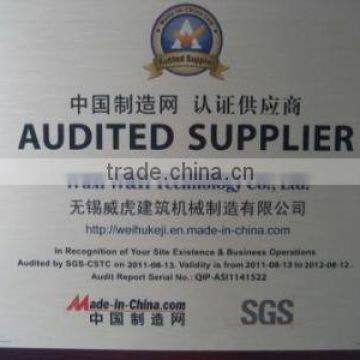 Made-in-China.com
Audited Supplier
中国制造网 认证供应商
AUDITED SUPPLIER
trade.china.cn
Technology Co., Ltd.
无锡威虎建筑机械制造有限公司
http://weihukeji.en.made-in-china.com
In Recognition of Your Site Existence & Business Operations
Audited by SGS-CSTC on 2011-08-13. Validity is from 2011-08-13 to 2012-08-12.
Audit Report Serial No.: QIP-ASI1141522
Made-in-China.com
中国制造网
SGS